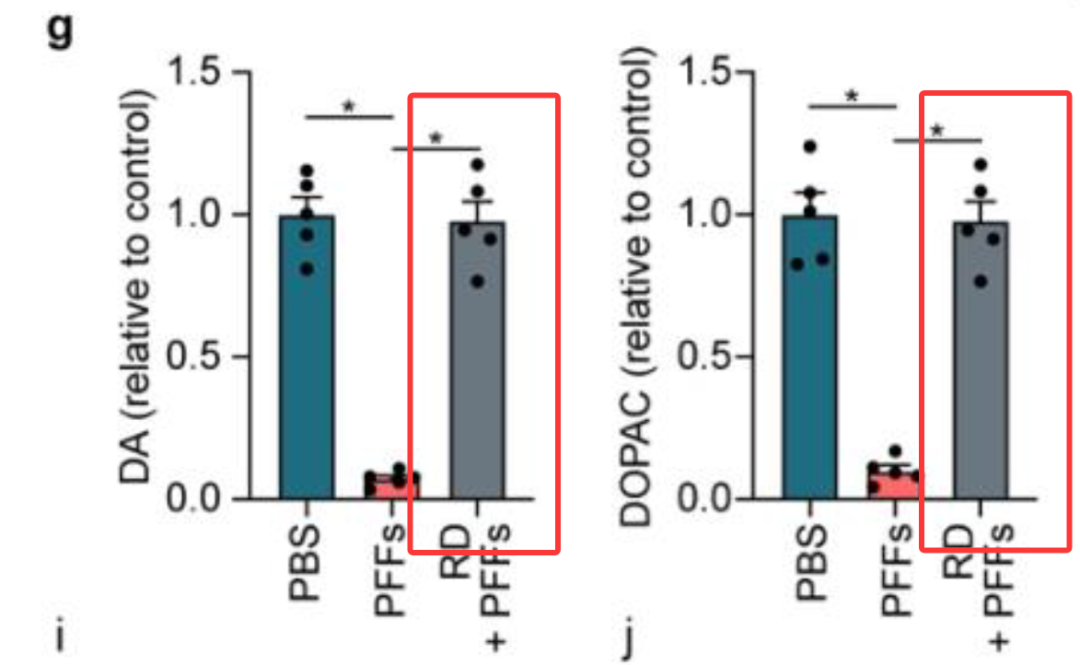 g
DA (relative to control)
1.5
1.0
0.5
0.0
*
*
PBS
PFFs
RD
+ PFFs
DOPAC (relative to control)
1.5
1.0
0.5
0.0
*
*
PBS
PFFs
RD
+ PFFs
i
j